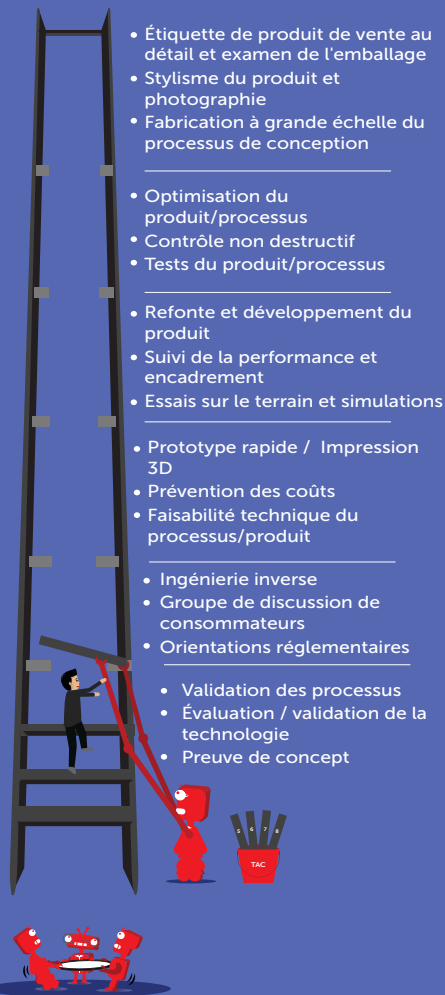 • Étiquette de produit de vente au
détail et examen de l'emballage
• Stylisme du produit et
photographie
• Fabrication à grande échelle du
processus de conception
• Optimisation du
produit/processus
• Contrôle non destructif
• Tests du produit/processus
• Refonte et développement du
produit
• Suivi de la performance et
encadrement
• Essais sur le terrain et simulations
• Prototype rapide / Impression
3D
• Prévention des coûts
• Faisabilité technique du
processus/produit
• Ingénierie inverse
• Groupe de discussion de
consommateurs
• Orientations réglementaires
• Validation des processus
• Évaluation / validation de la
technologie
• Preuve de concept
5 6 7 8
TAC